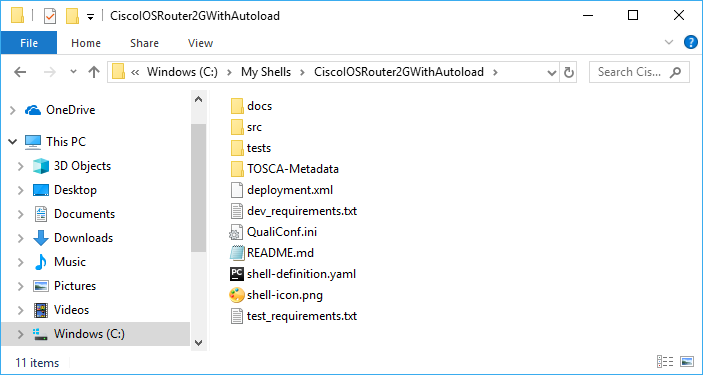 CiscoIOSRouter2GWithAutoload
File Home Share View
« Windows (C:) My Shells CiscoIOSRouter2GWithAutoload Search Cis...
OneDrive
This PC
3D Objects
Desktop
Documents
Downloads
Music
Pictures
Videos
Windows (C:)
docs
src
tests
TOSCA-Metadata
deployment.xml
dev_requirements.txt
QualiConf.ini
README.md
PC shell-definition.yaml
shell-icon.png
test_requirements.txt
11 items